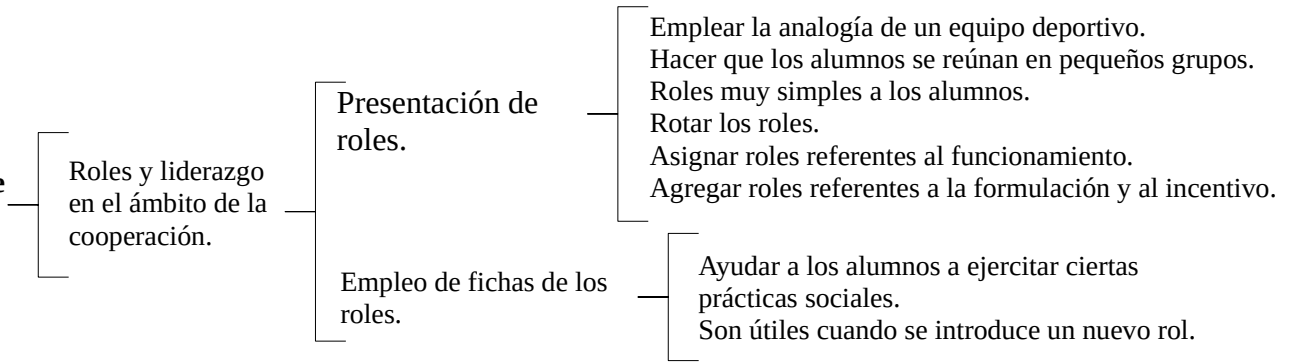 Emplear la analogía de un equipo deportivo.
Hacer que los alumnos se reúnan en pequeños grupos.
Roles muy simples a los alumnos.
Rotar los roles.
Asignar roles referentes al funcionamiento.
Agregar roles referentes a la formulación y al incentivo.
Presentación de
roles.
Roles y liderazgo
en el ámbito de la
cooperación.
Empleo de fichas de los
roles.
Ayudar a los alumnos a ejercitar ciertas
prácticas sociales.
Son útiles cuando se introduce un nuevo rol.